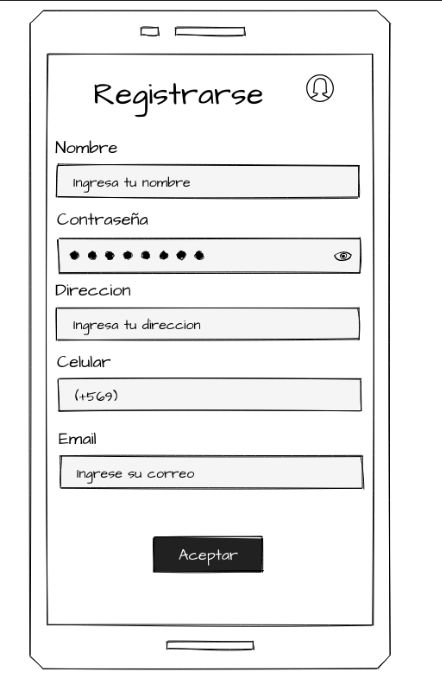 Registrarse
Nombre
Ingresa tu nombre
Contraseña
Direccion
Ingresa tu direccion
Celular
(+569)
Email
Ingrese su correo
Aceptar